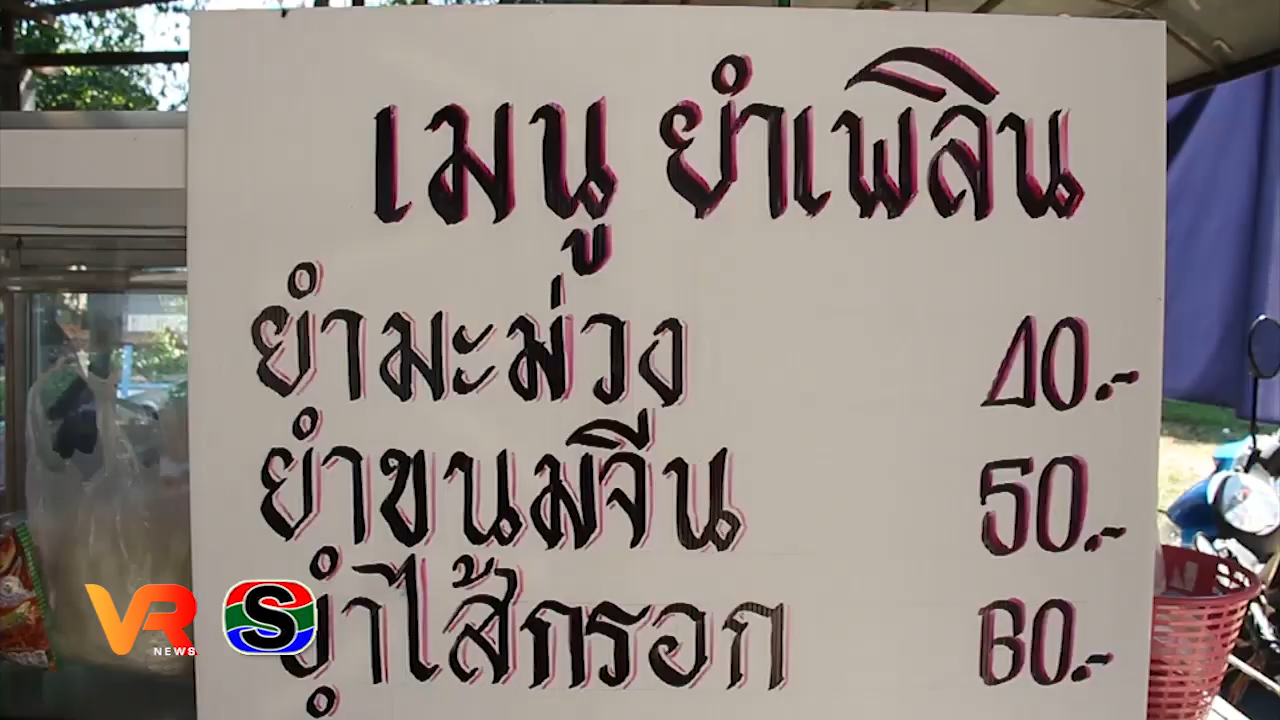 เมนู ยำเพลิน
ยำมะม่วง 40.-
ยำขนมจีน 50.-
ยำไส้กรอก 60.-
VR
NEWS
S